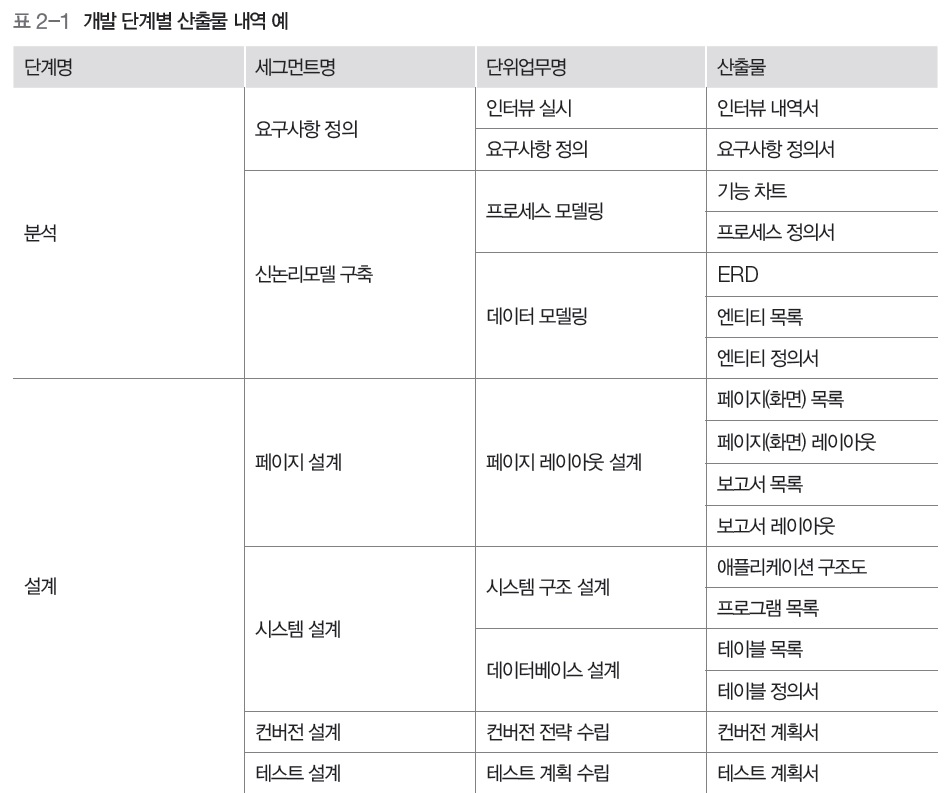 표 2-1 개발 단계별 산출물 내역 예
단계명 세그먼트명 단위업무명 산출물
분석 요구사항 정의 인터뷰 실시 인터뷰 내역서
요구사항 정의 요구사항 정의서
신논리모델 구축 프로세스 모델링 기능 차트
프로세스 정의서
데이터 모델링 ERD
엔티티 목록
엔티티 정의서
설계 페이지 설계 페이지 레이아웃 설계 페이지(화면) 목록
페이지(화면) 레이아웃
보고서 목록
보고서 레이아웃
시스템 설계 시스템 구조 설계 애플리케이션 구조도
프로그램 목록
데이터베이스 설계 테이블 목록
테이블 정의서
컨버전 설계 컨버전 전략 수립 컨버전 계획서
테스트 설계 테스트 계획 수립 테스트 계획서